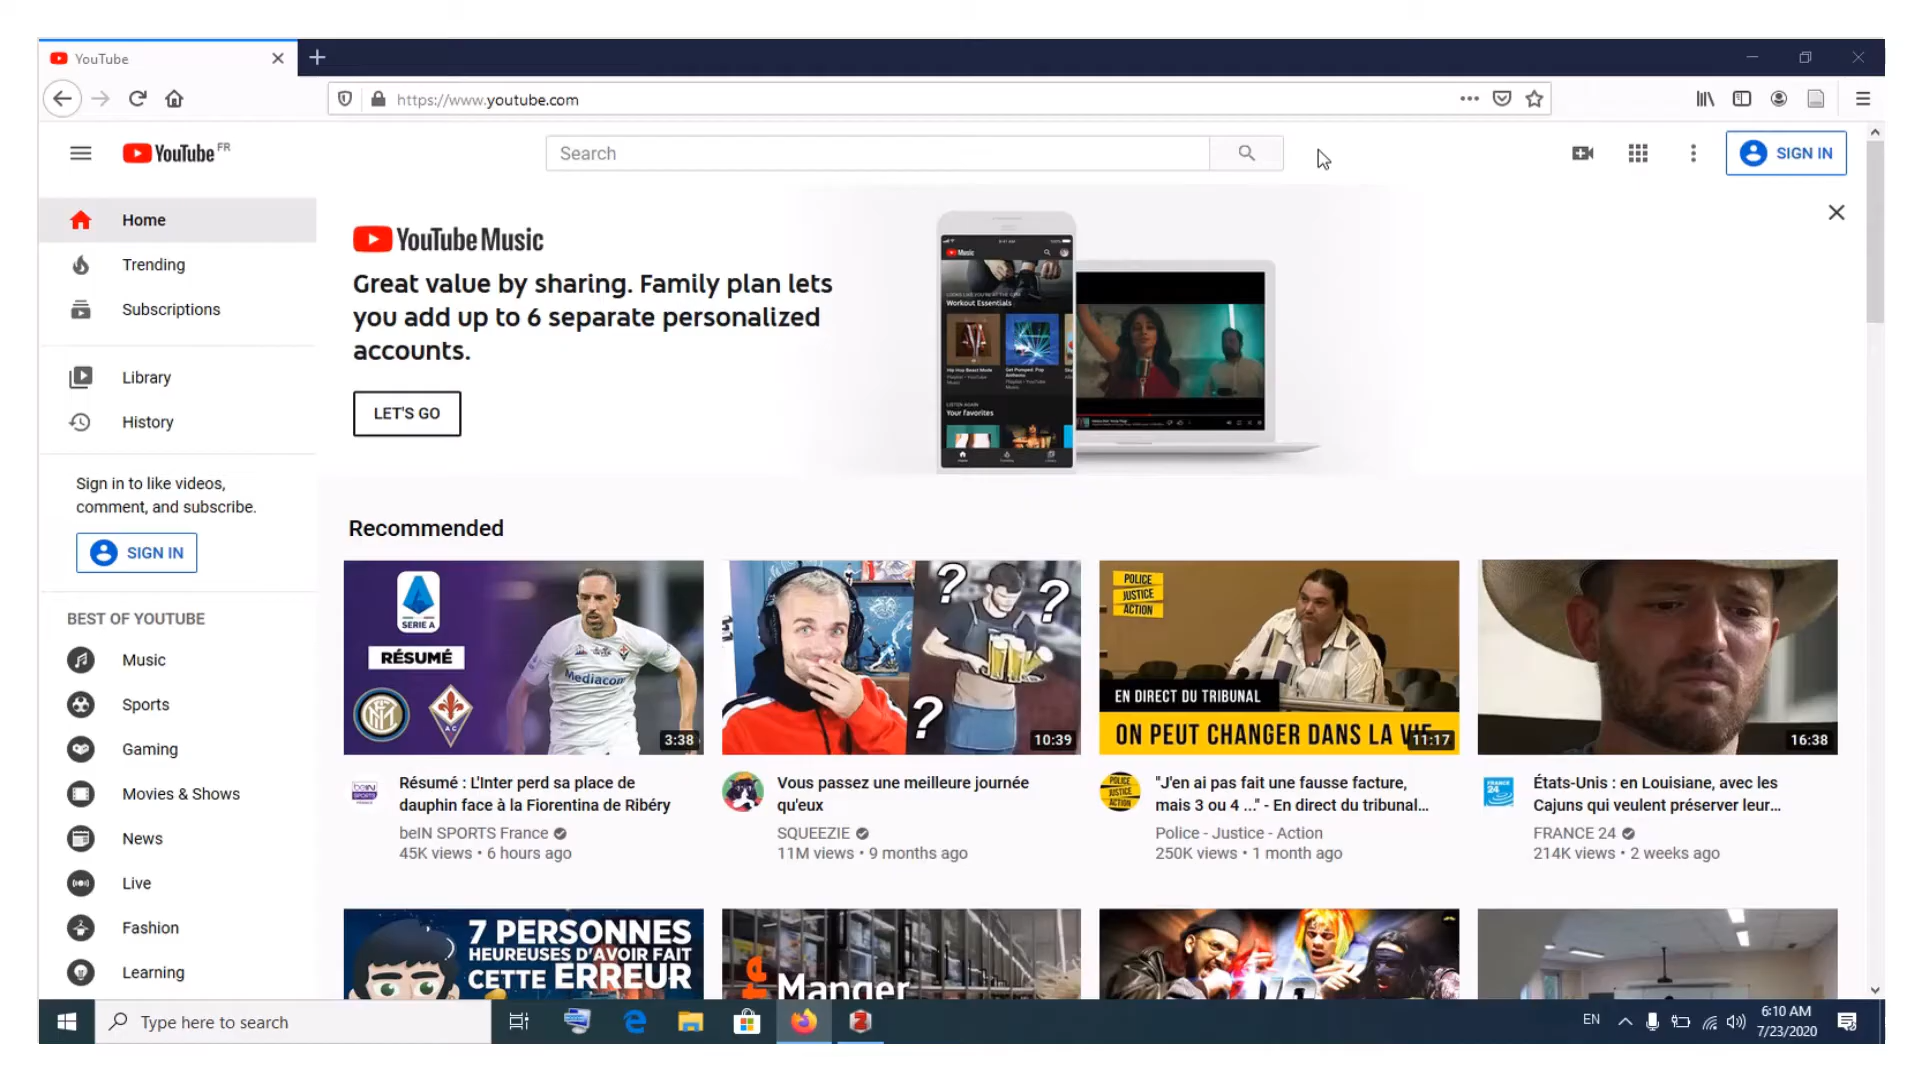 YouTube
https://www.youtube.com
YouTube FR
Search
SIGN IN
Home
Trending
Subscriptions
Library
History
Sign in to like videos,
comment, and subscribe.
SIGN IN
BEST OF YOUTUBE
Music
Sports
Gaming
Movies & Shows
News
Live
Fashion
Learning
YouTube Music
Great value by sharing. Family plan lets
you add up to 6 separate personalized
accounts.
LET'S GO
Music
Workout Essentials
Your favorites
Recommended
SERIE A
RÉSUMÉ
Mediacom
3:38
Résumé : L'Inter perd sa place de
dauphin face à la Fiorentina de Ribéry
beIN SPORTS France
45K views • 6 hours ago
? ? ?
10:39
Vous passez une meilleure journée
qu'eux
SQUEEZIE
11M views • 9 months ago
POLICE
JUSTICE
ACTION
EN DIRECT DU TRIBUNAL
ON PEUT CHANGER DANS LA VIE
11:17
"J'en ai pas fait une fausse facture,
mais 3 ou 4 ..." - En direct du tribunal...
Police - Justice - Action
250K views • 1 month ago
16:38
FRANCE
24
États-Unis : en Louisiane, avec les
Cajuns qui veulent préserver leur...
FRANCE 24
214K views • 2 weeks ago
7 PERSONNES
HEUREUSES D'AVOIR FAIT
CETTE ERREUR
Manger
Type here to search
EN
6:10 AM
7/23/2020